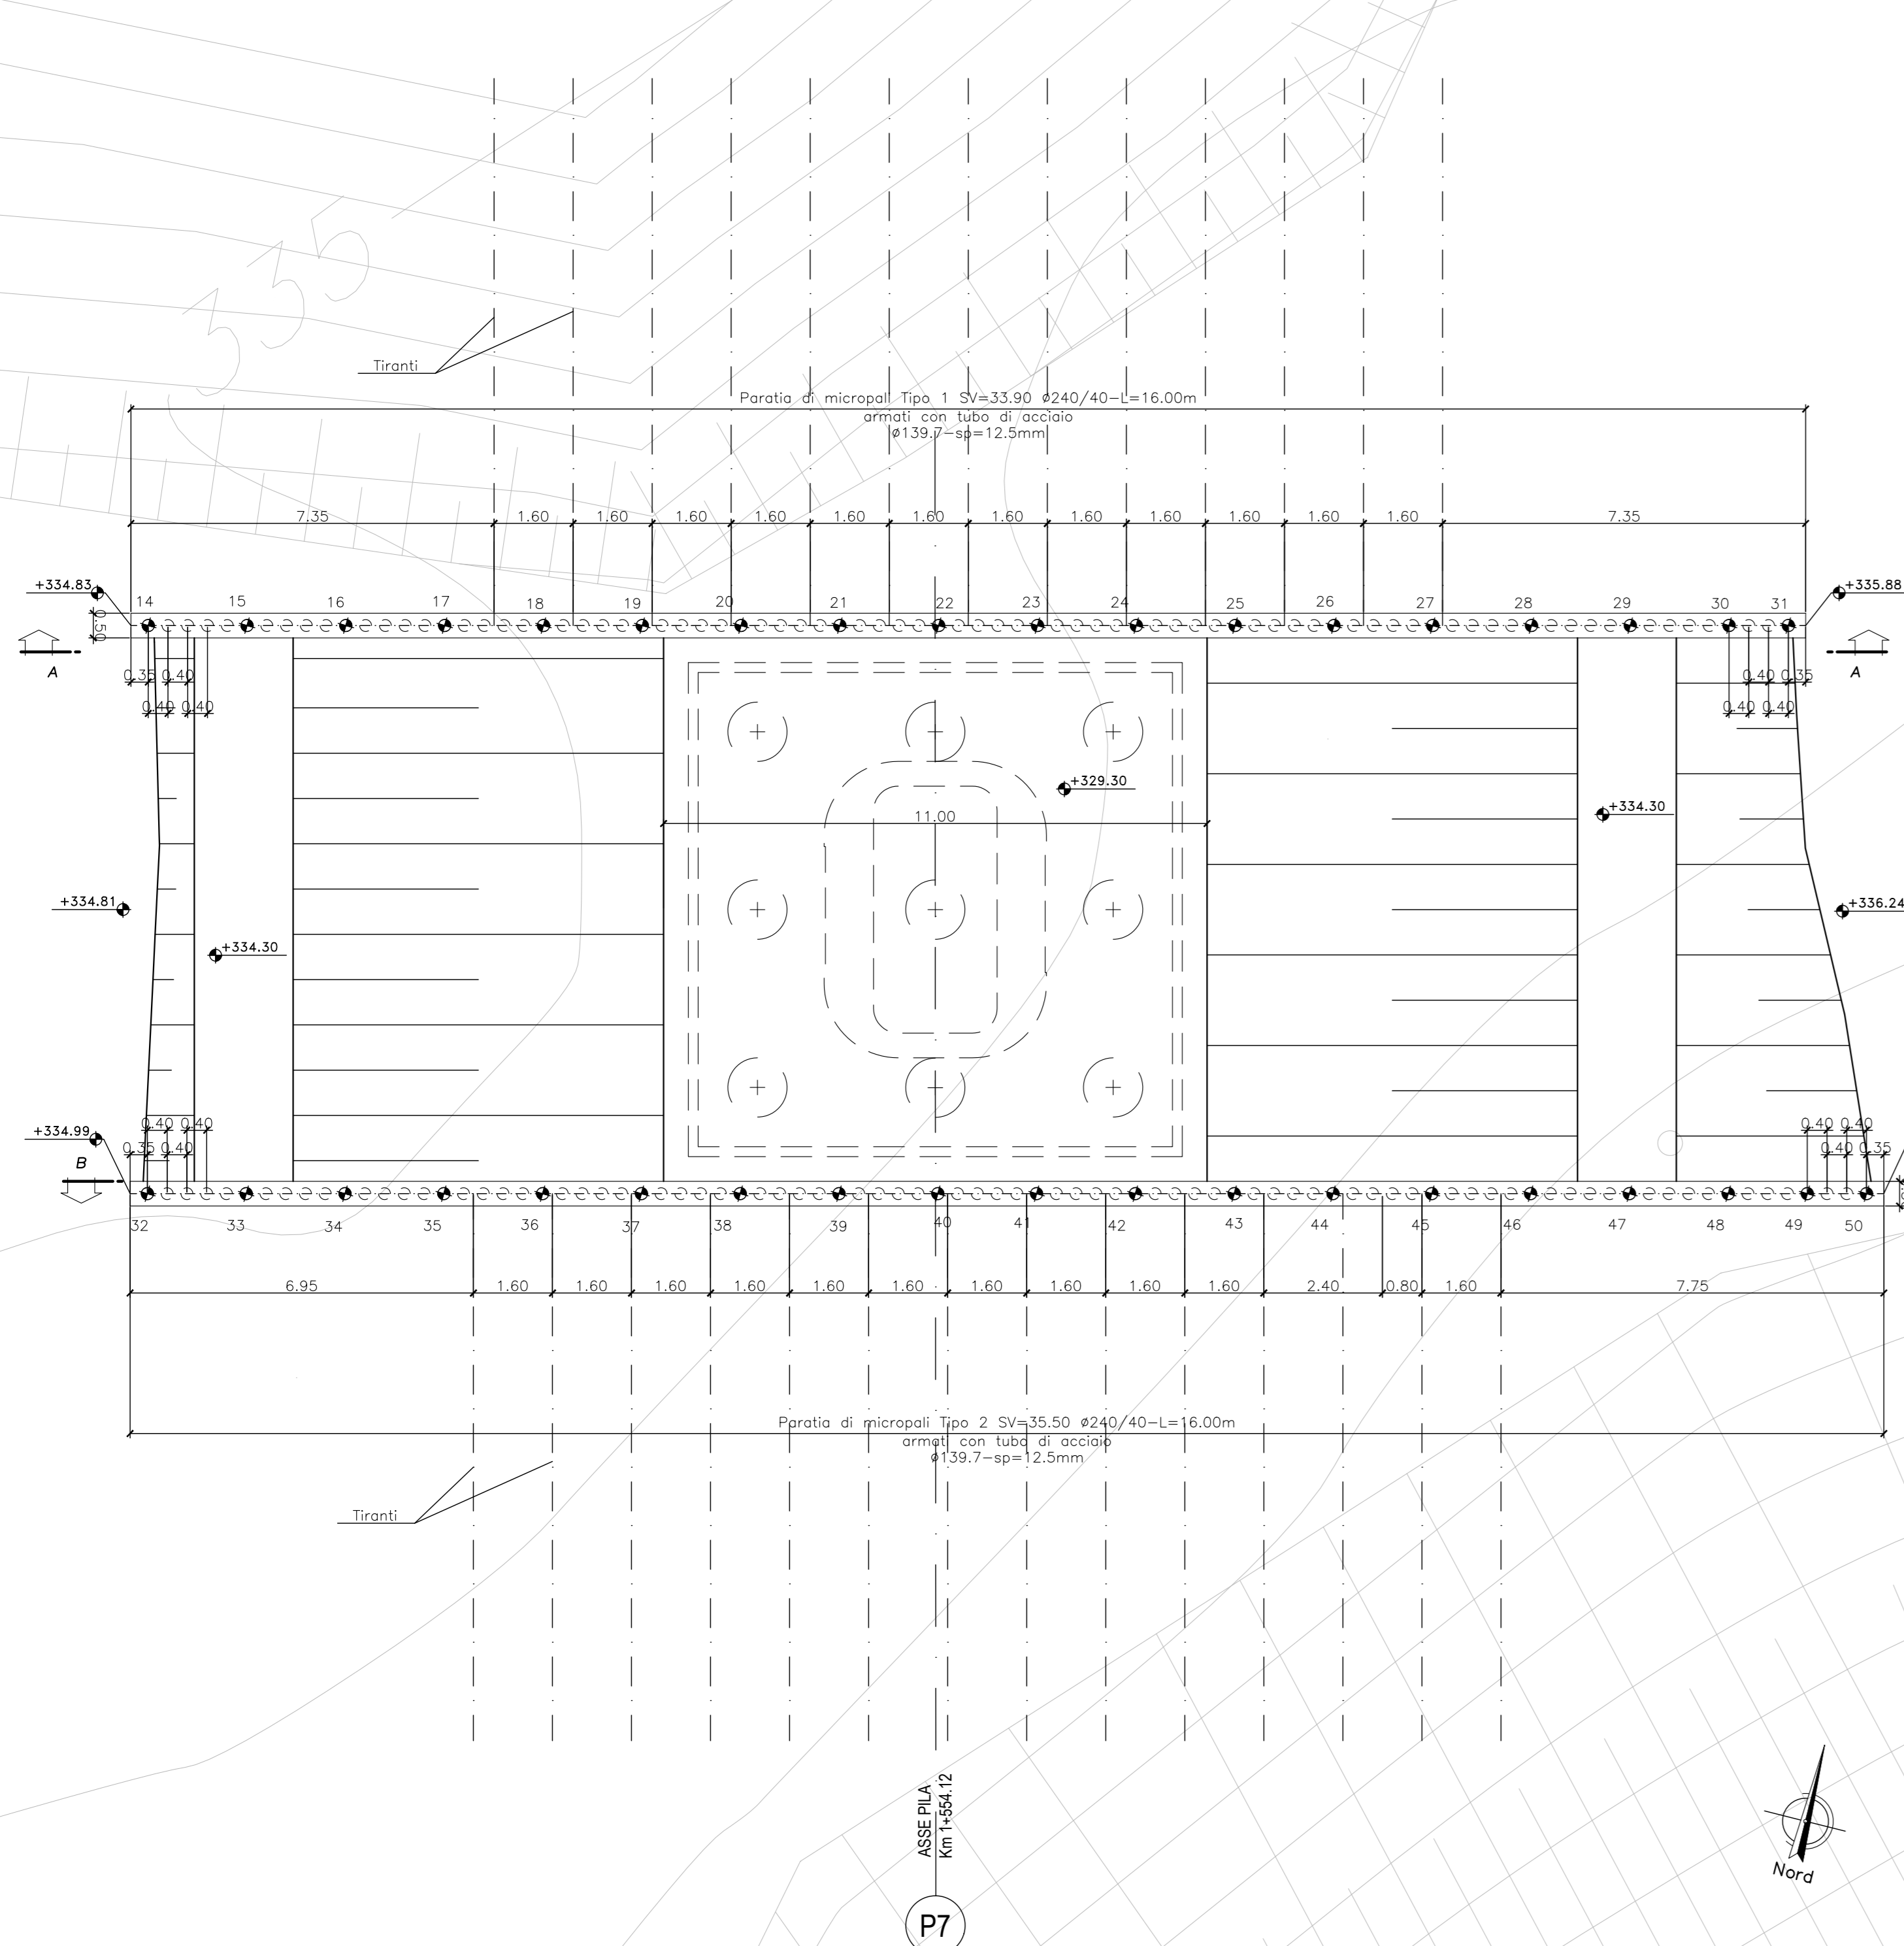 335
Tiranti
Paratia di micropali Tipo 1 SV=33.90 ø240/40-L=16.00m
armati con tubo di acciaio
ø139.7-sp=12.5mm
7.35 1.60 1.60 1.60 1.60 1.60 1.60 1.60 1.60 1.60 1.60 1.60 1.60 7.35
+334.83 +335.88
14 15 16 17 18 19 20 21 22 23 24 25 26 27 28 29 30 31
0.50
A A
0.35 0.40 0.40 0.35
0.40 0.40 0.40 0.40
+329.30
11.00
+334.30
+334.81 +336.24
+334.30
0.40 0.40 0.40 0.40
+334.99
0.35 0.40 0.40 0.35
B
32 33 34 35 36 37 38 39 40 41 42 43 44 45 46 47 48 49 50
6.95 1.60 1.60 1.60 1.60 1.60 1.60 1.60 1.60 1.60 1.60 2.40 0.80 1.60 7.75
Paratia di micropali Tipo 2 SV=35.50 ø240/40-L=16.00m
armati con tubo di acciaio
ø139.7-sp=12.5mm
Tiranti
ASSE PILA
Km 1+554.12
P7
Nord